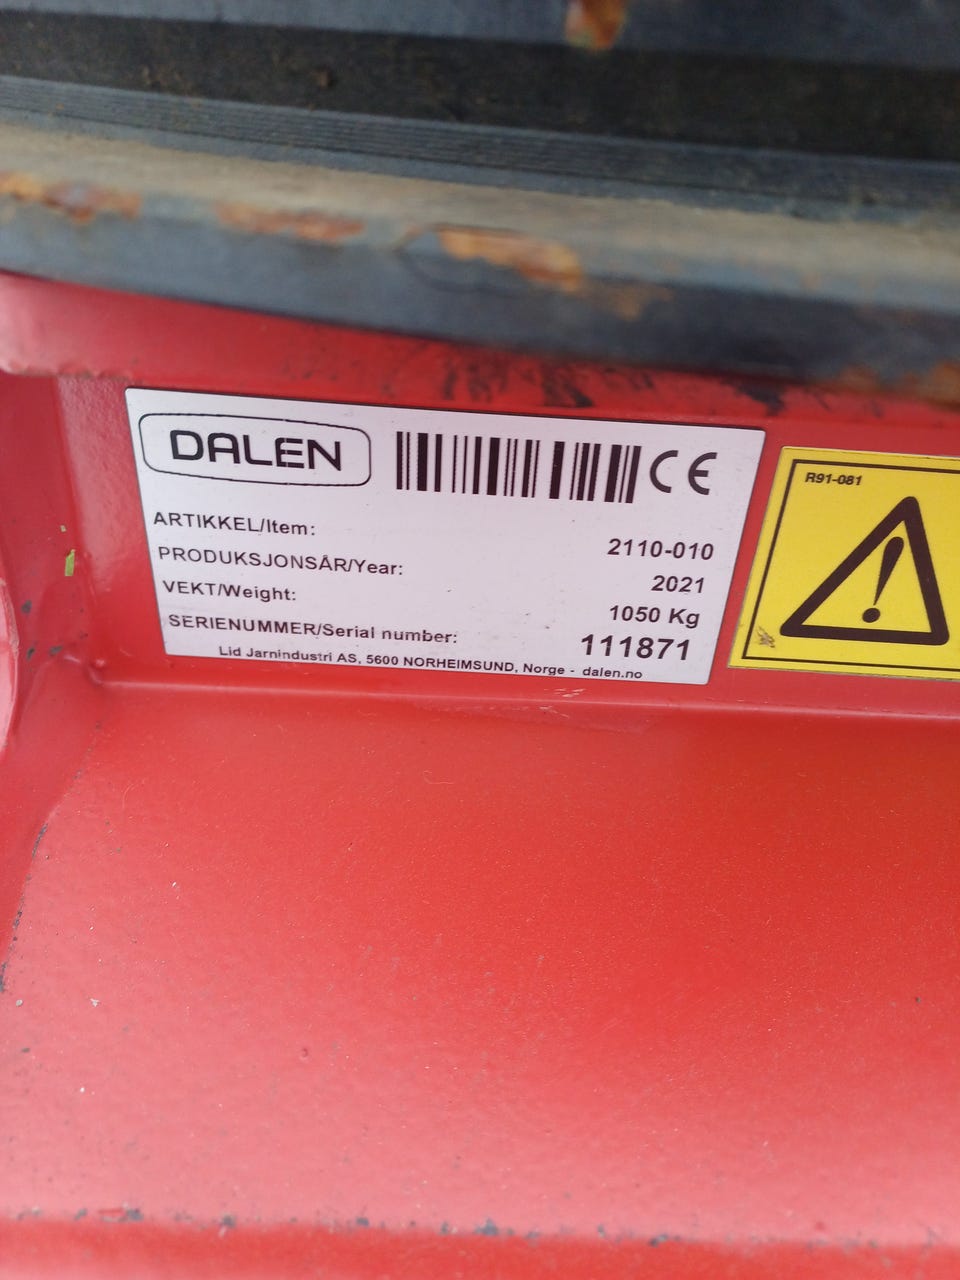 DALEN
CE
ARTIKKEL/Item: 2110-010
PRODUKSJONSÅR/Year: 2021
VEKT/Weight: 1050 Kg
SERIENUMMER/Serial number: 111871
Lid Jarnindustri AS, 5600 NORHEIMSUND, Norge - dalen.no
R91-081